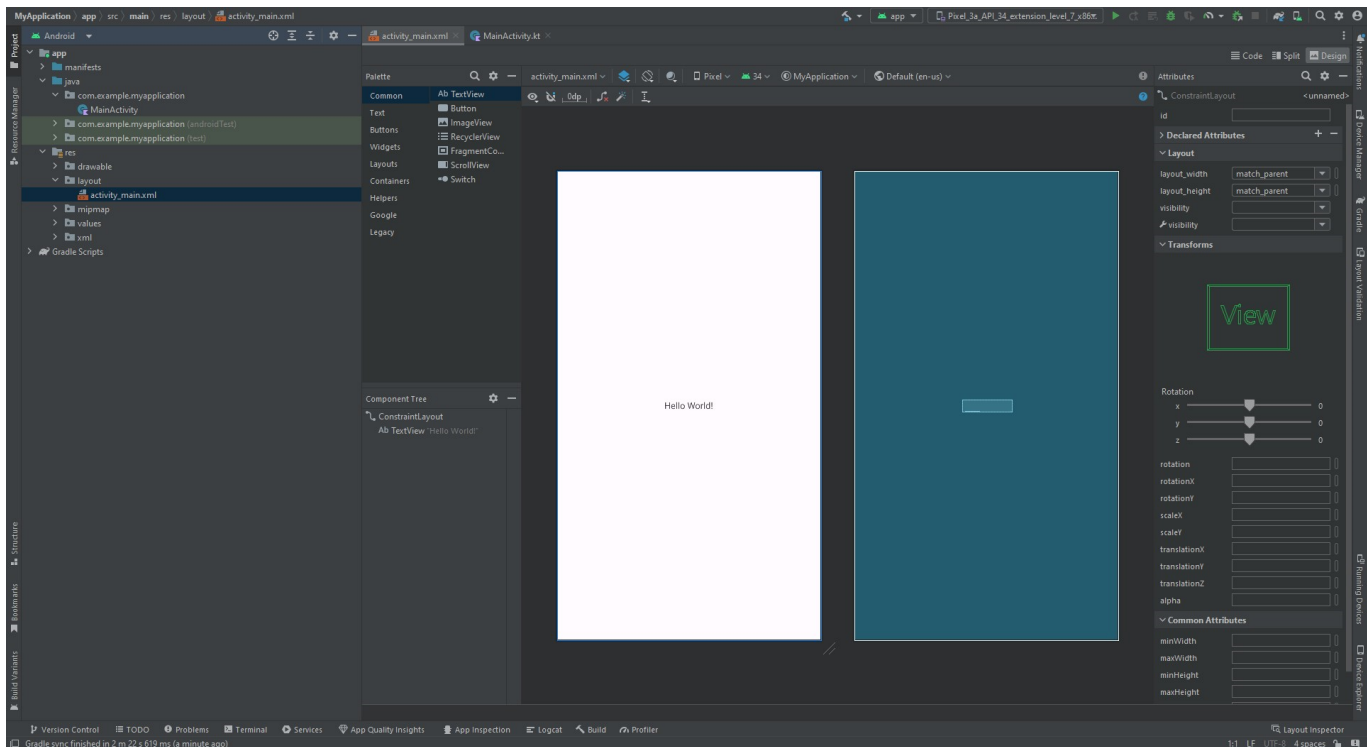 MyApplication app src main res layout activity_main.xml
app
Pixel_3a_API_34_extension_level_7_x86
Android
activity_main.xml
MainActivity.kt
Code Split Design
Project
Resource Manager
Structure
Bookmarks
Build Variants
app
manifests
java
com.example.myapplication
MainActivity
com.example.myapplication (androidTest)
com.example.myapplication (test)
res
drawable
layout
activity_main.xml
mipmap
values
xml
Gradle Scripts
Palette
Common
Text
Buttons
Widgets
Layouts
Containers
Helpers
Google
Legacy
Ab TextView
Button
ImageView
RecyclerView
FragmentCo...
ScrollView
Switch
Component Tree
ConstraintLayout
Ab TextView "Hello World!"
activity_main.xml
Pixel
34
MyApplication
Default (en-us)
0dp
Hello World!
Attributes
ConstraintLayout <unnamed>
id
Declared Attributes
Layout
layout_width match_parent
layout_height match_parent
visibility
visibility
Transforms
View
Rotation
x 0
y 0
z 0
rotation
rotationX
rotationY
scaleX
scaleY
translationX
translationY
translationZ
alpha
Common Attributes
minWidth
maxWidth
minHeight
maxHeight
Notifications
Device Manager
Gradle
Layout Validation
Running Devices
Device Explorer
Version Control TODO Problems Terminal Services App Quality Insights App Inspection Logcat Build Profiler
Layout Inspector
Gradle sync finished in 2 m 22 s 619 ms (a minute ago)
1:1 LF UTF-8 4 spaces